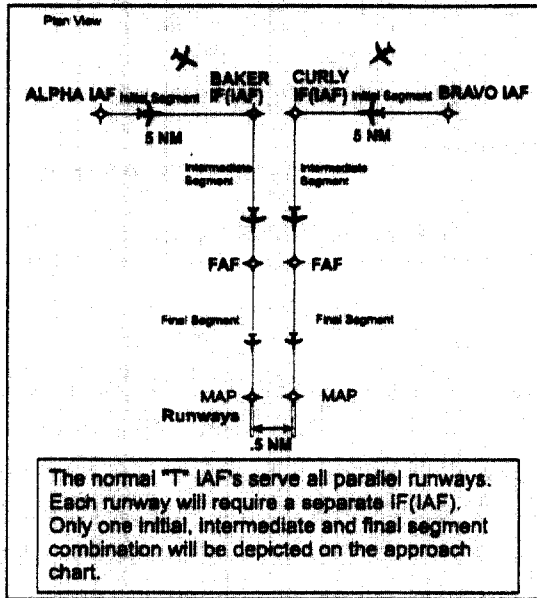 Plan View
BAKER CURLY
ALPHA IAF Initial Segment IF(IAF) IF(IAF) Initial Segment BRAVO IAF
5 NM 5 NM
Intermediate Segment Intermediate Segment
FAF FAF
Final Segment Final Segment
MAP MAP
Runways
.5 NM
The normal "T" IAF's serve all parallel runways.
Each runway will require a separate IF(IAF).
Only one initial, intermediate and final segment
combination will be depicted on the approach
chart.